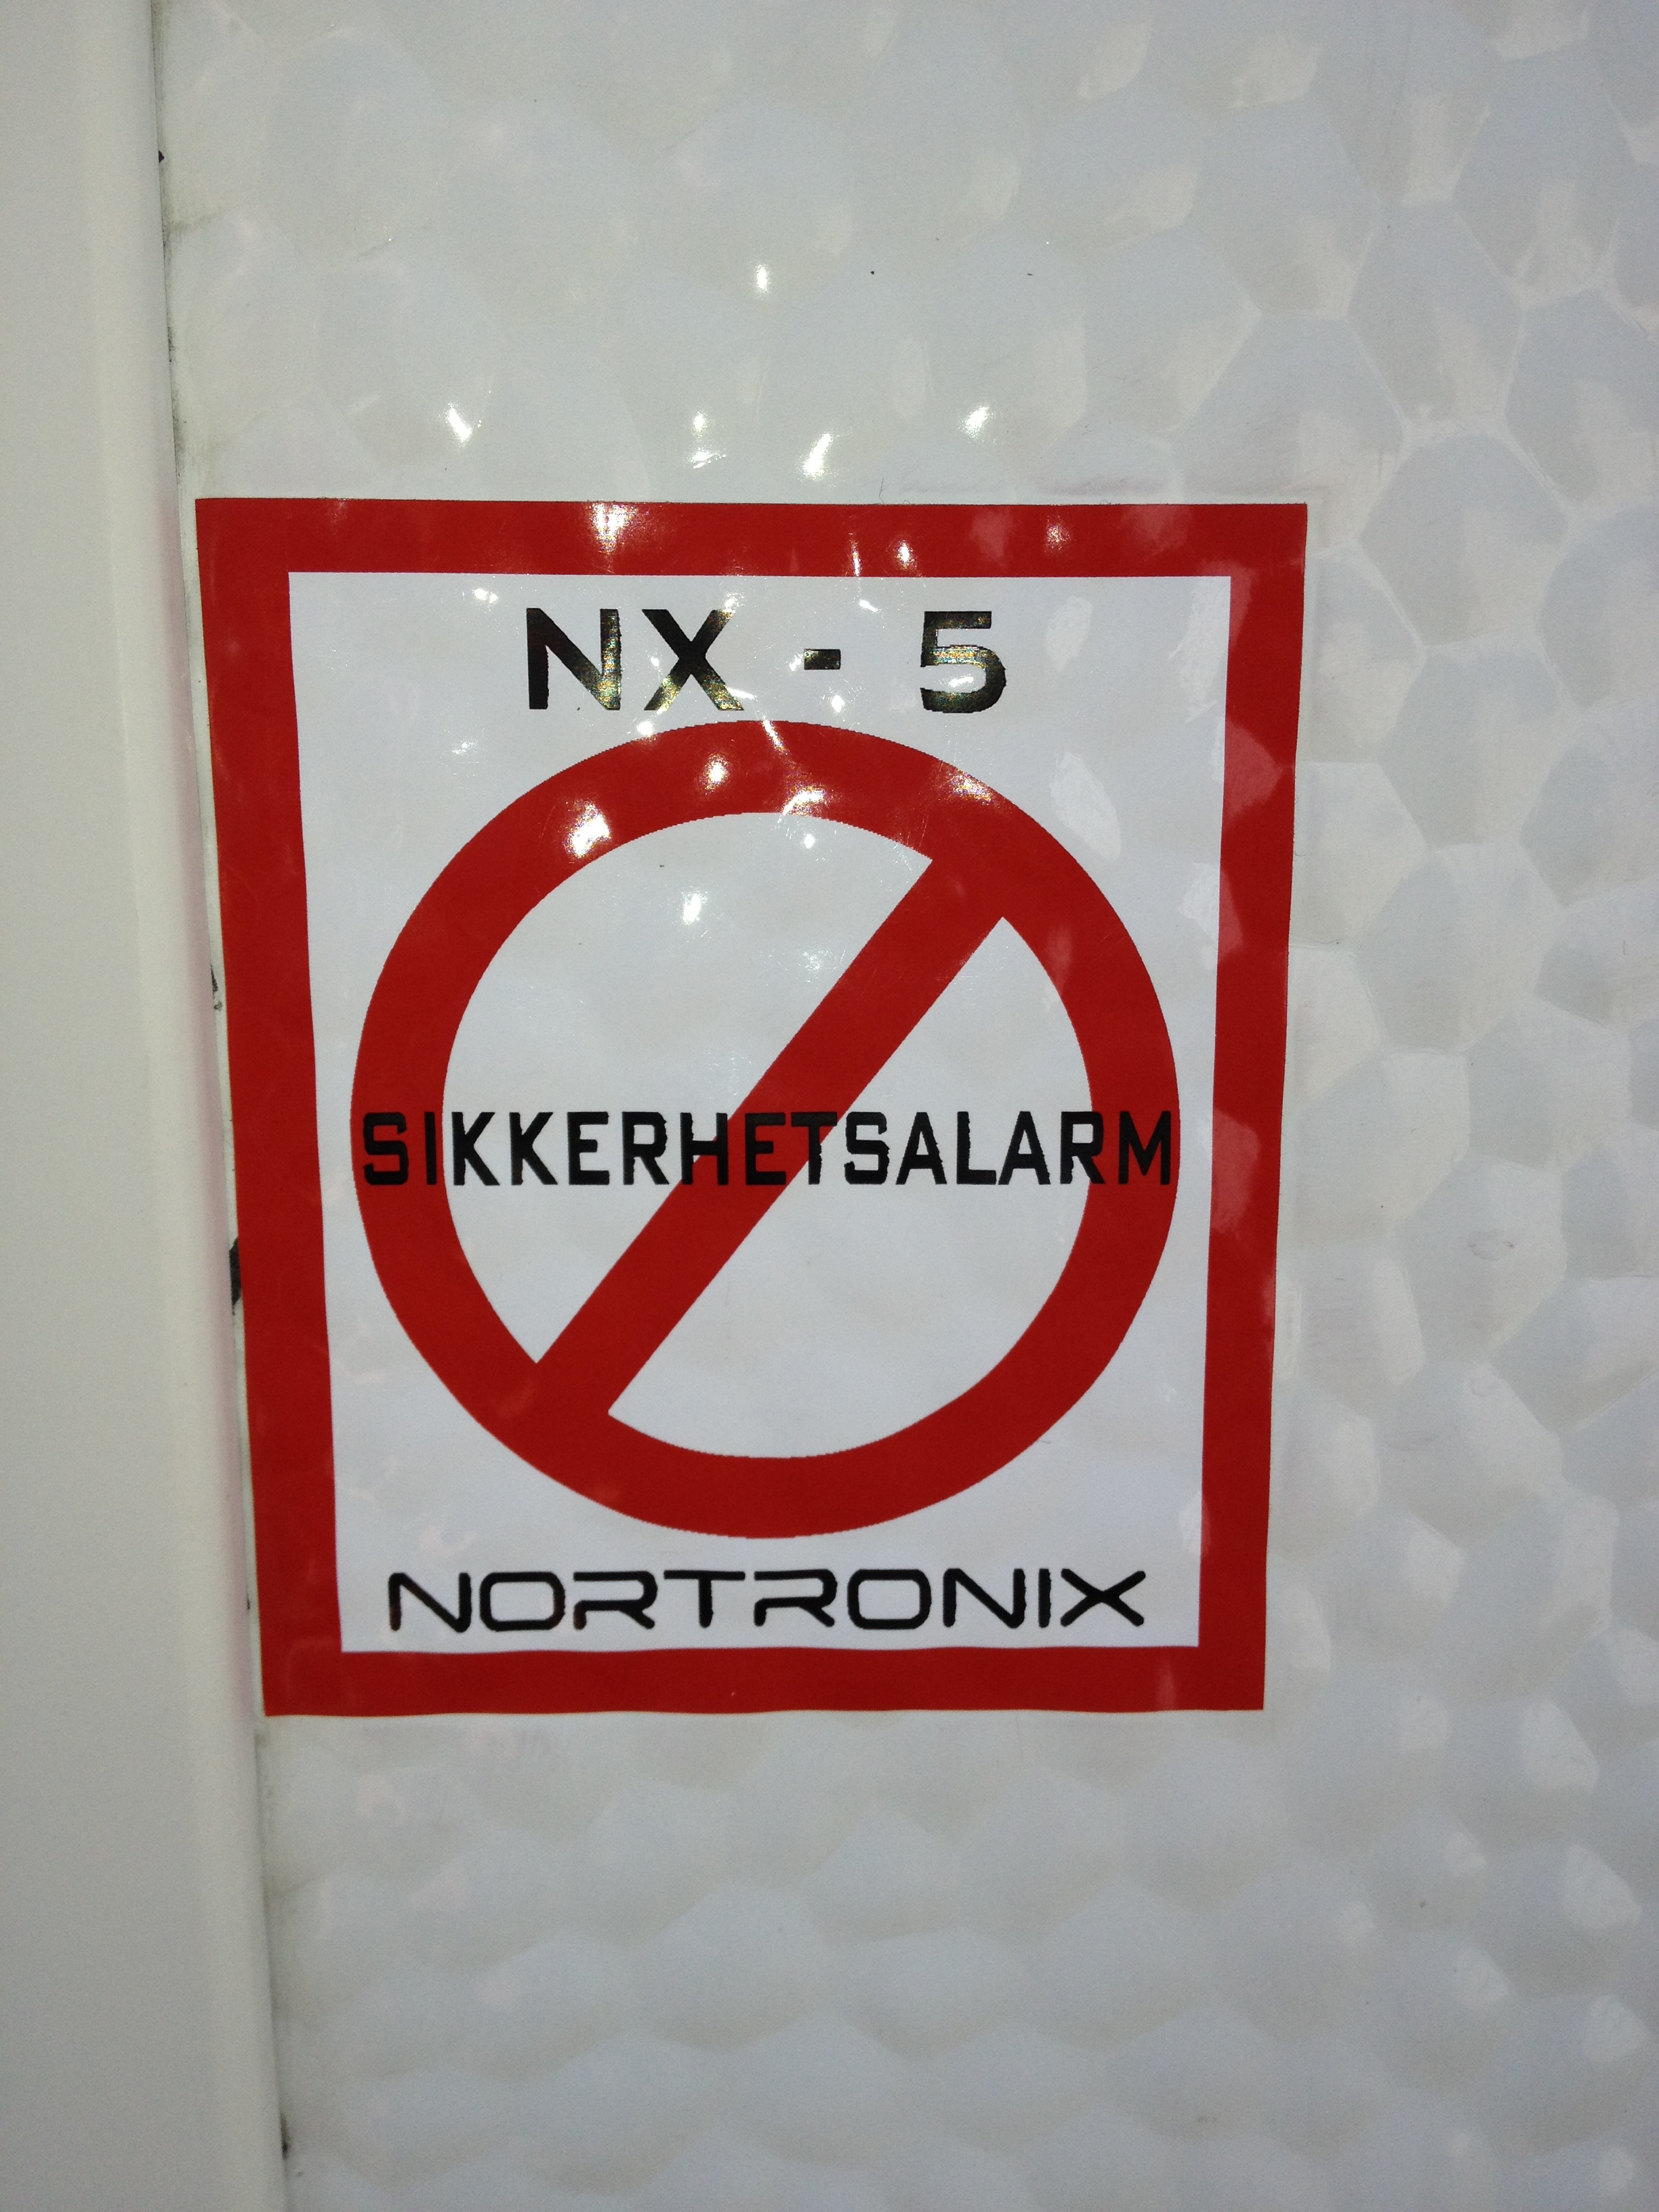 NX - 5
SIKKERHETSALARM
NORTRONIX